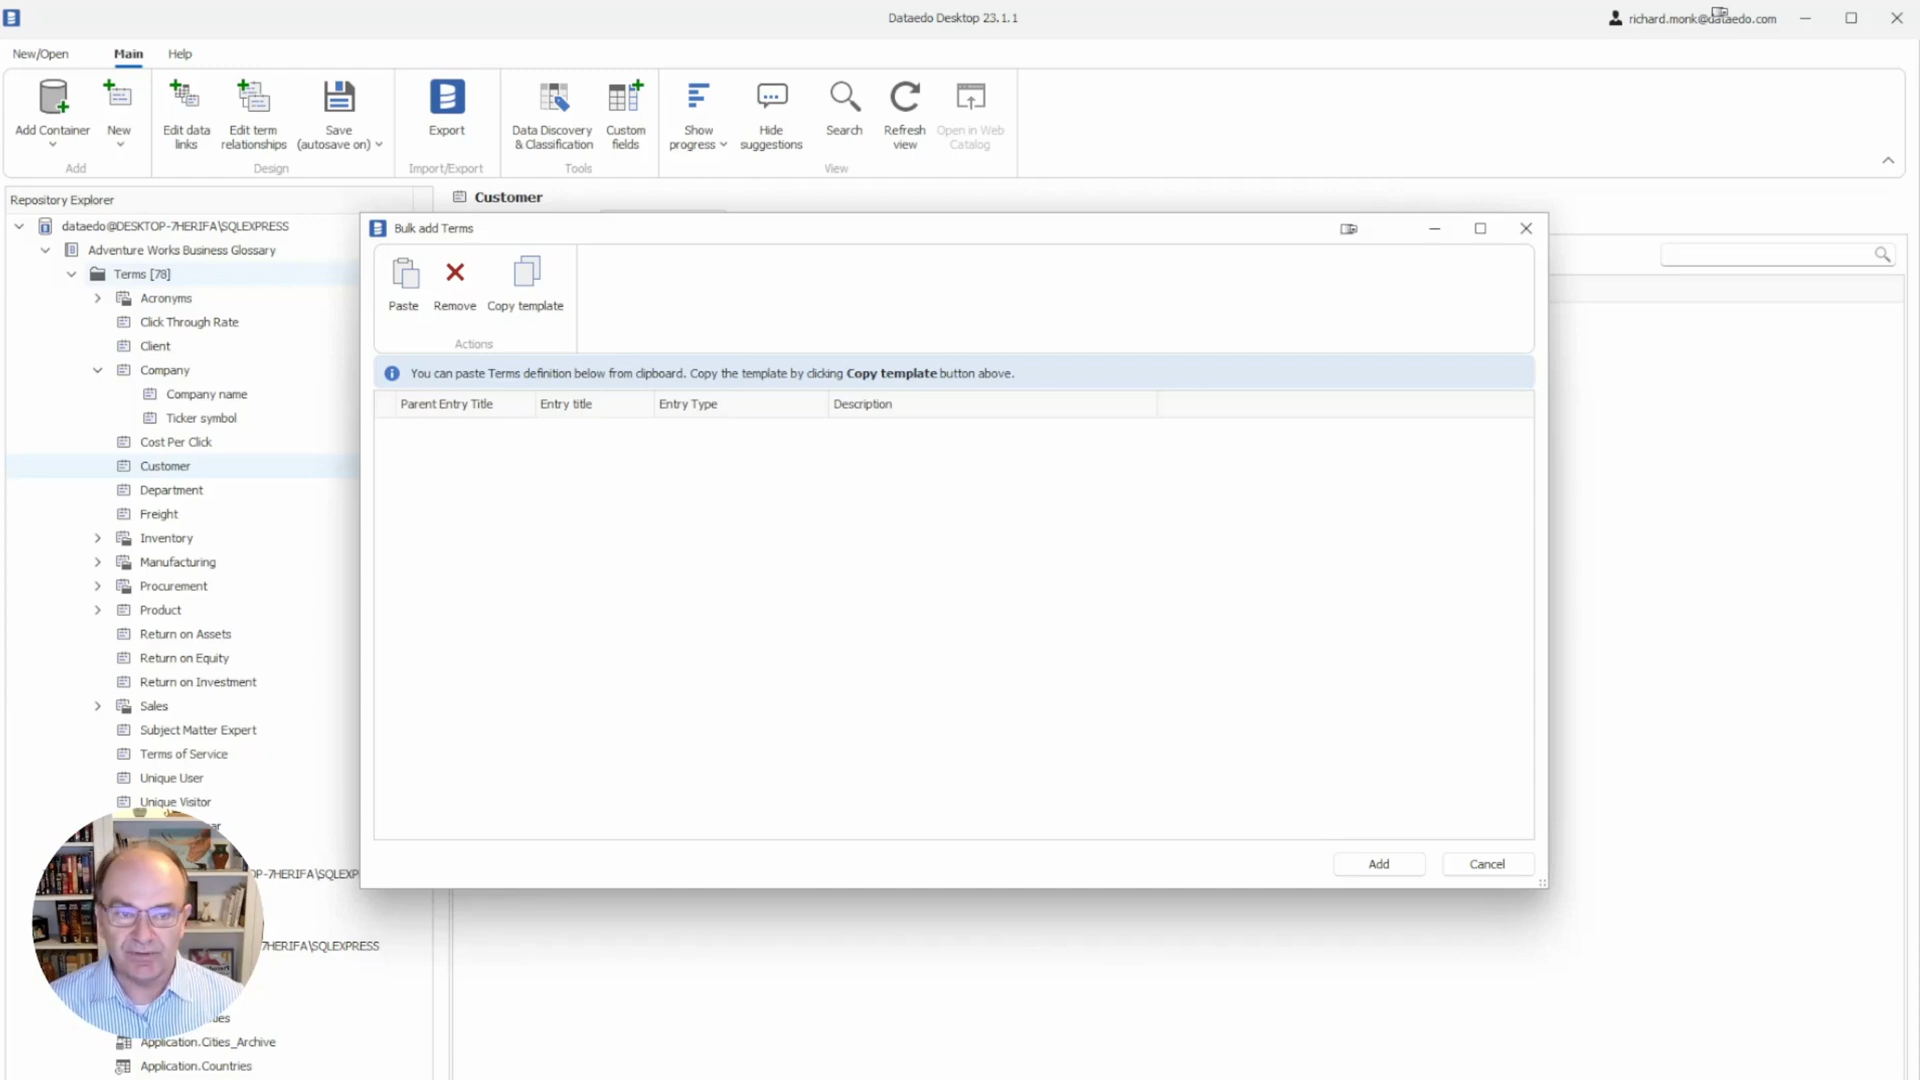 Dataedo Desktop 23.1.1
richard.monk@dataedo.com
New/Open
Main
Help
Add Container
New
Add
Edit data links
Edit term relationships
Save (autosave on)
Design
Export
Import/Export
Data Discovery & Classification
Custom fields
Tools
Show progress
Hide suggestions
Search
Refresh view
Open in Web Catalog
View
Repository Explorer
dataedo@DESKTOP-7HERIFA\SQLEXPRESS
Adventure Works Business Glossary
Terms [78]
Acronyms
Click Through Rate
Client
Company
Company name
Ticker symbol
Cost Per Click
Customer
Department
Freight
Inventory
Manufacturing
Procurement
Product
Return on Assets
Return on Equity
Return on Investment
Sales
Subject Matter Expert
Terms of Service
Unique User
Unique Visitor
OP-7HERIFA\SQLEXP
7HERIFA\SQLEXPRESS
Application.Cities_Archive
Application.Countries
Customer
Bulk add Terms
Paste
Remove
Copy template
Actions
You can paste Terms definition below from clipboard. Copy the template by clicking Copy template button above.
Parent Entry Title
Entry title
Entry Type
Description
Add
Cancel